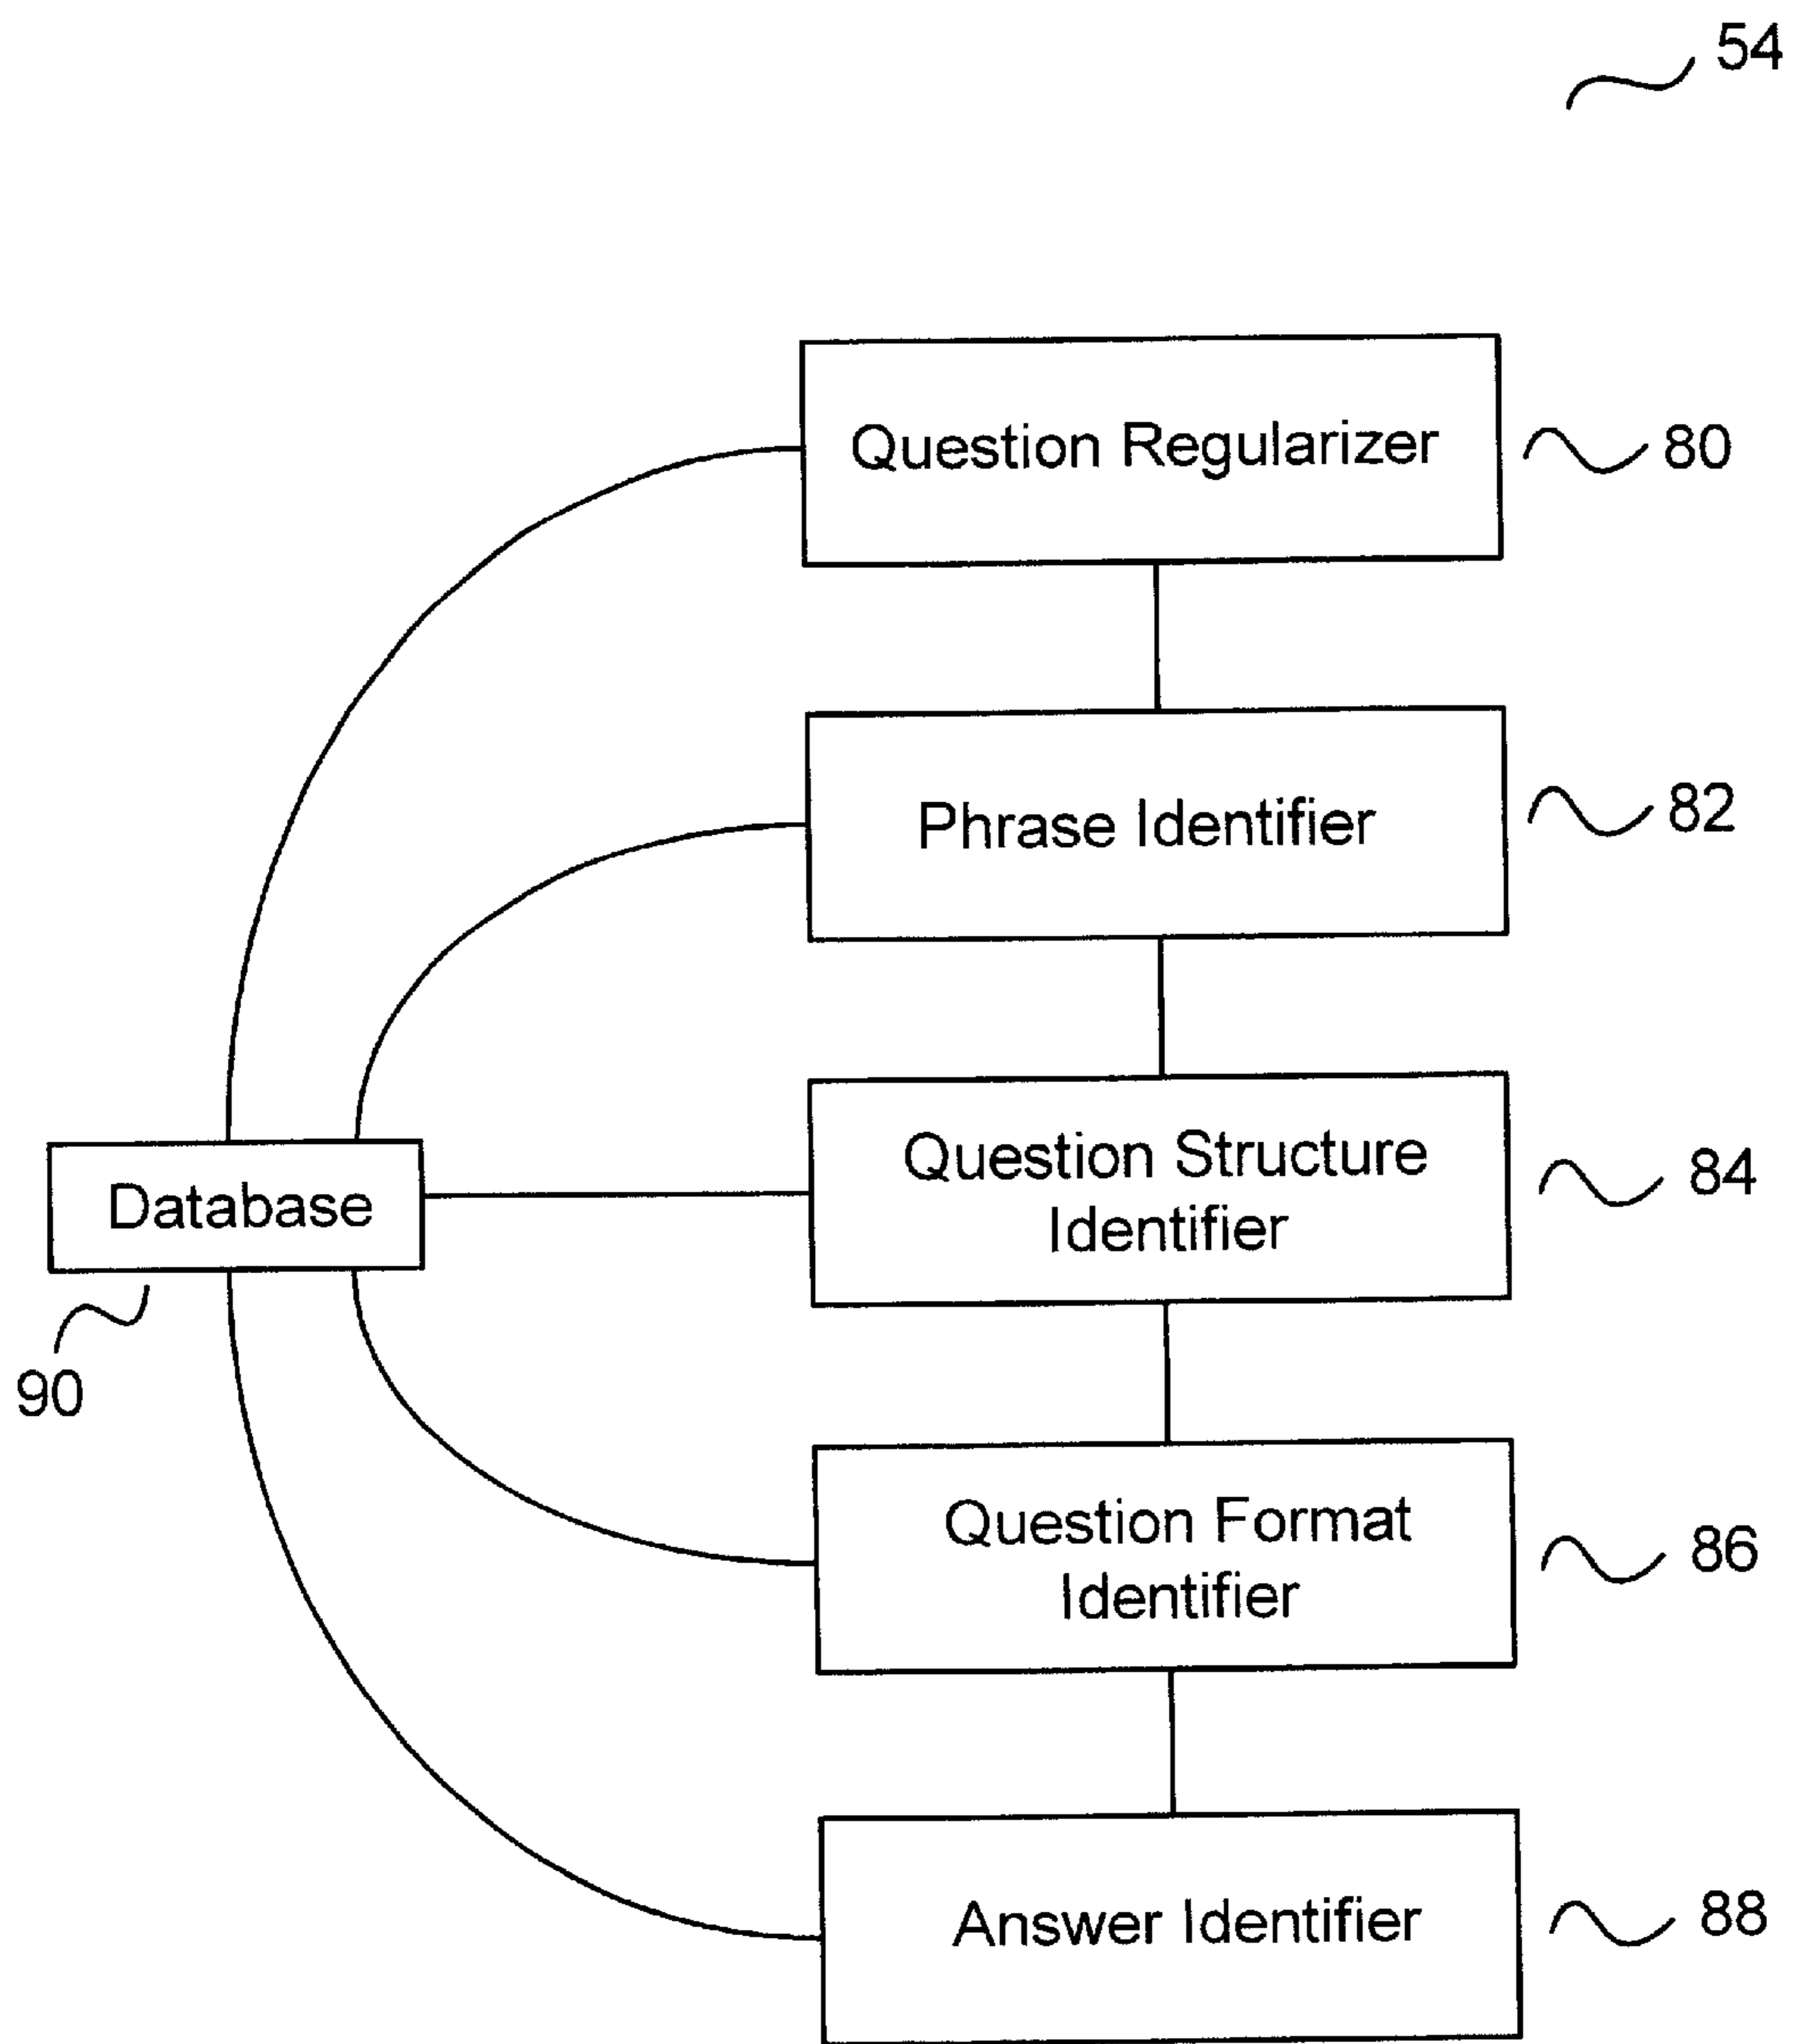 54
Question Regularizer
80
Phrase Identifier
82
Question Structure
Identifier
84
Database
90
Question Format
Identifier
86
Answer Identifier
88